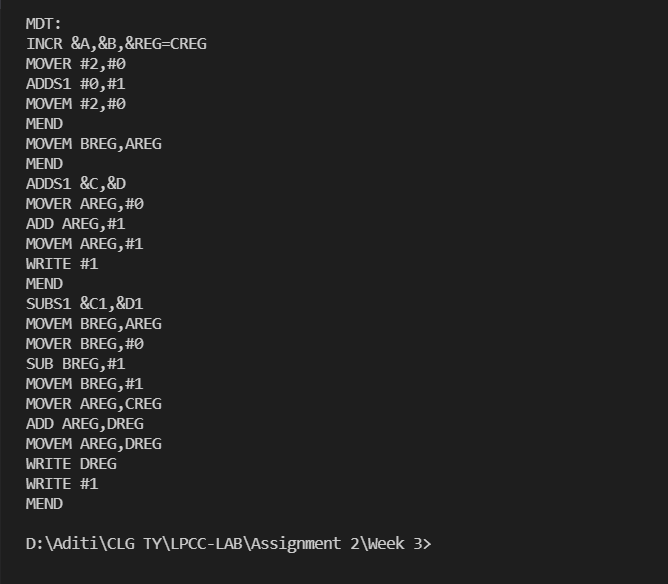 MDT:
INCR &A,&B,&REG=CREG
MOVER #2,#0
ADDS1 #0,#1
MOVEM #2,#0
MEND
MOVEM BREG,AREG
MEND
ADDS1 &C,&D
MOVER AREG,#0
ADD AREG,#1
MOVEM AREG,#1
WRITE #1
MEND
SUBS1 &C1,&D1
MOVEM BREG,AREG
MOVER BREG,#0
SUB BREG,#1
MOVEM BREG,#1
MOVER AREG,CREG
ADD AREG,DREG
MOVEM AREG,DREG
WRITE DREG
WRITE #1
MEND
D:\Aditi\CLG TY\LPCC-LAB\Assignment 2\Week 3>